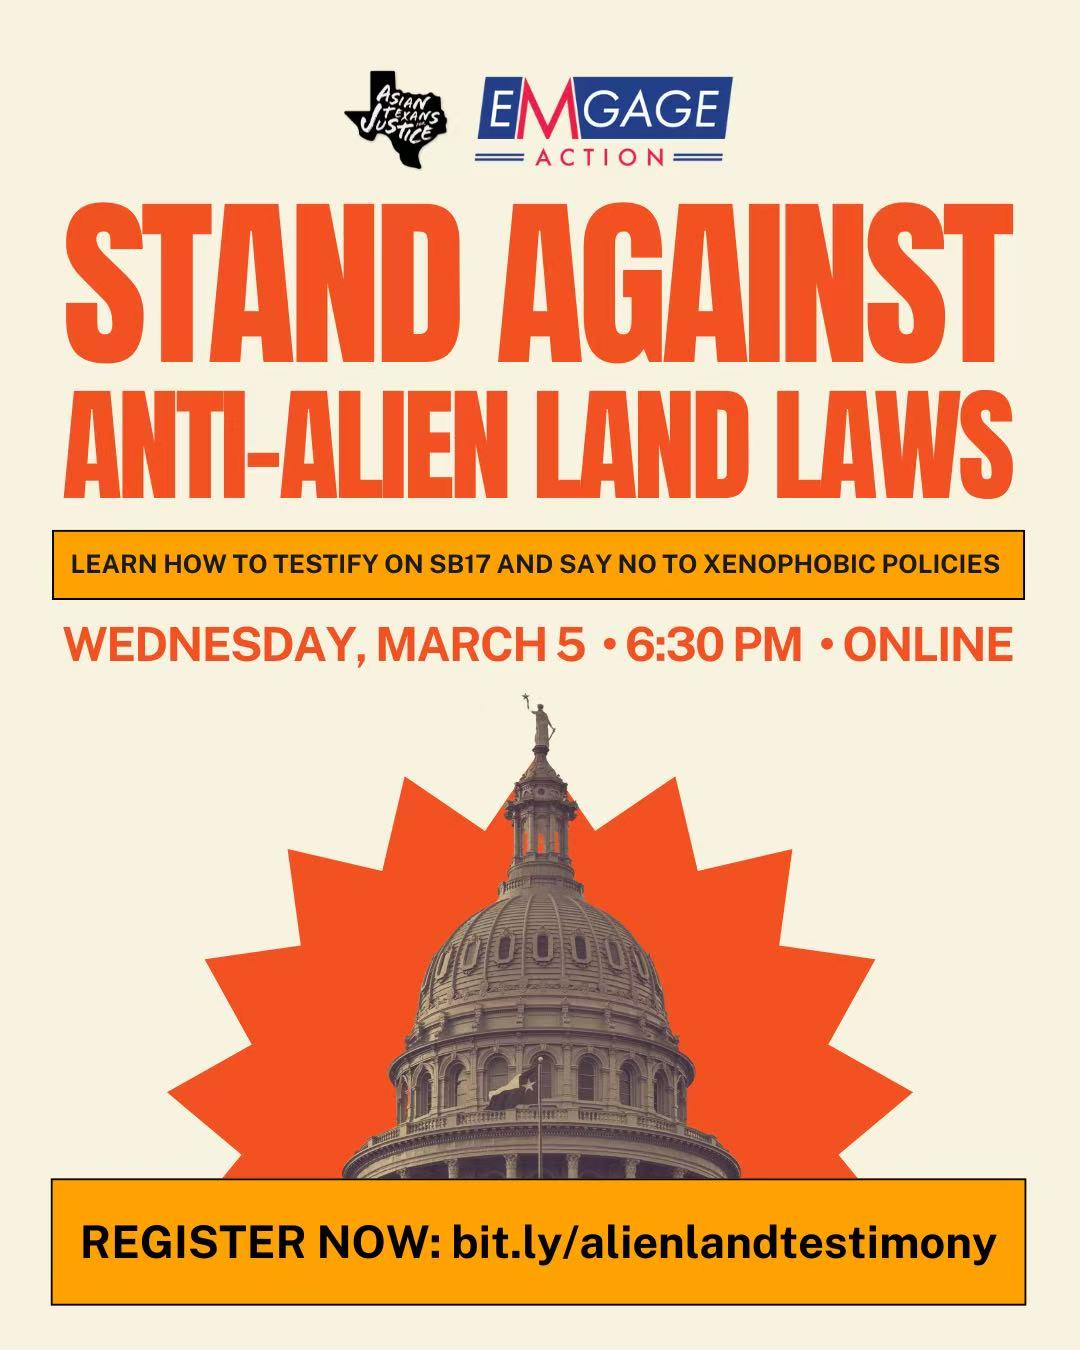 ASIAN
TEXANS
FOR
JUSTICE
EMGAGE
ACTION
STAND AGAINST
ANTI-ALIEN LAND LAWS
LEARN HOW TO TESTIFY ON SB17 AND SAY NO TO XENOPHOBIC POLICIES
WEDNESDAY, MARCH 5 • 6:30 PM • ONLINE
REGISTER NOW: bit.ly/alienlandtestimony